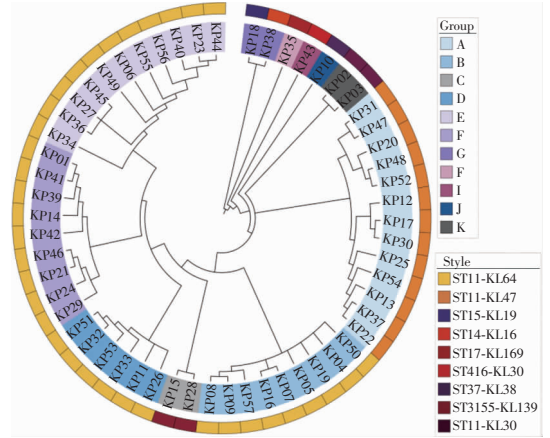 KP18
KP38
KP35
KP43
KP10
KP02
KP03
KP31
KP47
KP20
KP48
KP52
KP12
KP17
KP30
KP25
KP54
KP13
KP37
KP22
KP50
KP04
KP19
KP05
KP07
KP16
KP57
KP09
KP08
KP28
KP15
KP26
KP11
KP33
KP53
KP32
KP51
KP29
KP24
KP21
KP46
KP42
KP14
KP39
KP41
KP01
KP34
KP36
KP27
KP45
KP49
KP06
KP55
KP56
KP40
KP23
KP44
Group
A
B
C
D
E
F
G
F
I
J
K
Style
ST11-KL64
ST11-KL47
ST15-KL19
ST14-KL16
ST17-KL169
ST416-KL30
ST37-KL38
ST3155-KL139
ST11-KL30